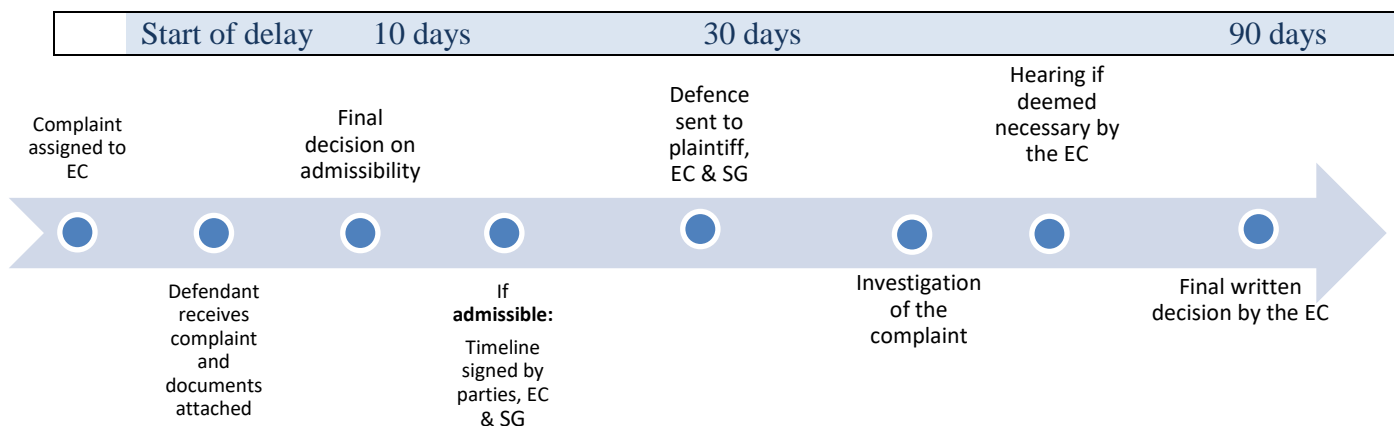 Start of delay 10 days 30 days 90 days
Complaint
assigned to
EC
Defendant
receives
complaint
and
documents
attached
Final
decision on
admissibility
If
admissible:
Timeline
signed by
parties, EC
& SG
Defence
sent to
plaintiff,
EC & SG
Investigation
of the
complaint
Hearing if
deemed
necessary by
the EC
Final written
decision by the EC